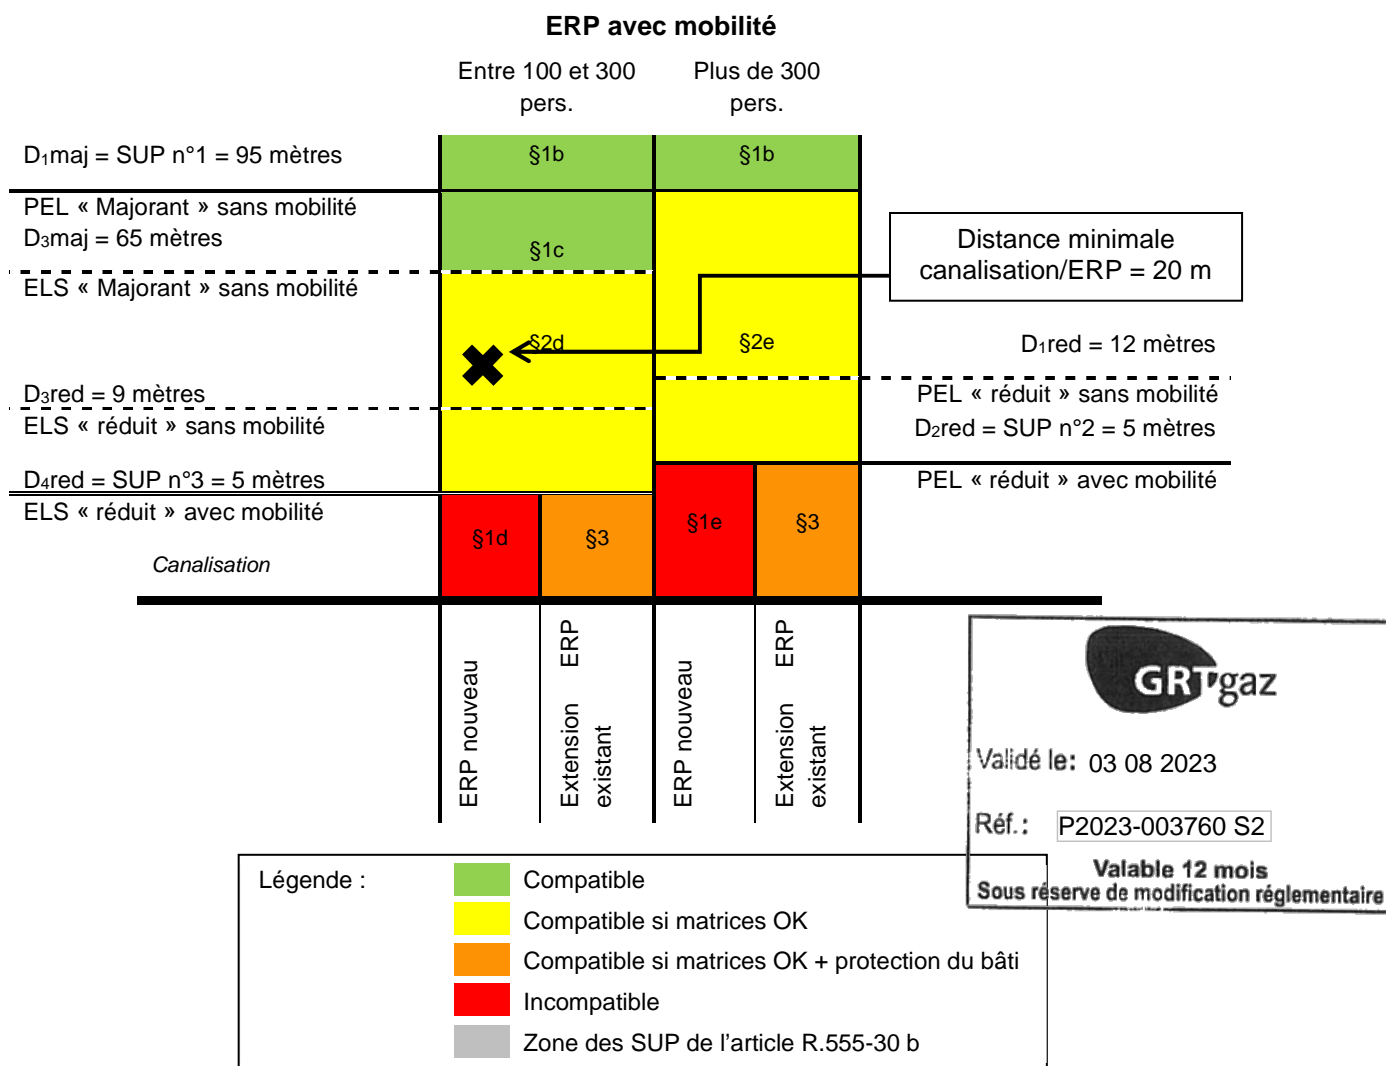 ERP avec mobilité
Entre 100 et 300
pers.
Plus de 300
pers.
D1maj = SUP n°1 = 95 mètres
§1b
§1b
PEL « Majorant » sans mobilité
D3maj = 65 mètres
§1c
ELS « Majorant » sans mobilité
Distance minimale
canalisation/ERP = 20 m
§2d
§2e
D1red = 12 mètres
D3red = 9 mètres
PEL « réduit » sans mobilité
ELS « réduit » sans mobilité
D2red = SUP n°2 = 5 mètres
D4red = SUP n°3 = 5 mètres
PEL « réduit » avec mobilité
ELS « réduit » avec mobilité
§1d
§3
§1e
§3
Canalisation
ERP nouveau
Extension ERP
existant
ERP nouveau
Extension ERP
existant
GRTgaz
Validé le: 03 08 2023
Réf.: P2023-003760 S2
Valable 12 mois
Sous réserve de modification réglementaire
Légende :
Compatible
Compatible si matrices OK
Compatible si matrices OK + protection du bâti
Incompatible
Zone des SUP de l'article R.555-30 b